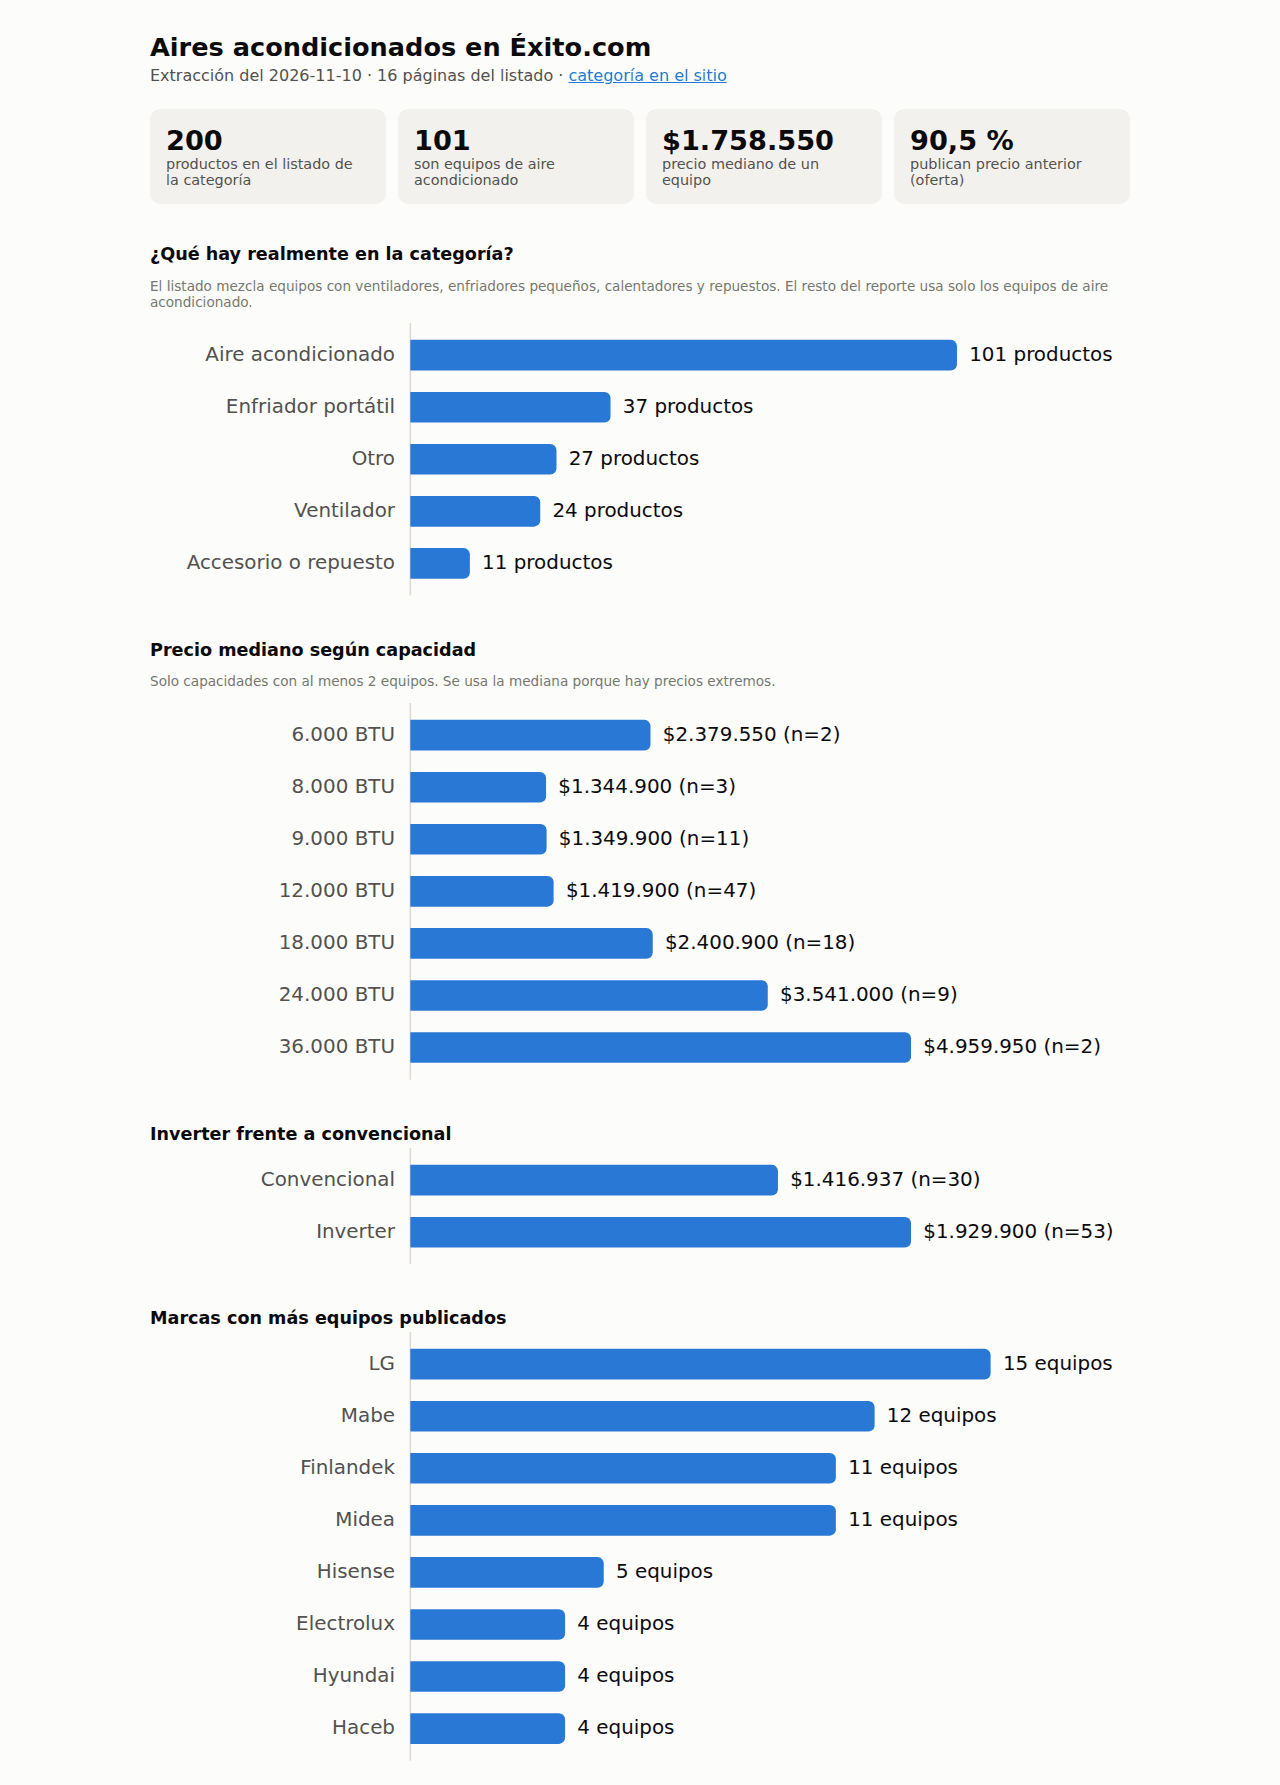 Aires acondicionados en Éxito.com
Extracción del 2026-11-10 · 16 páginas del listado · categoría en el sitio
200
productos en el listado de
la categoría
101
son equipos de aire
acondicionado
$1.758.550
precio mediano de un
equipo
90,5 %
publican precio anterior
(oferta)
¿Qué hay realmente en la categoría?
El listado mezcla equipos con ventiladores, enfriadores pequeños, calentadores y repuestos. El resto del reporte usa solo los equipos de aire
acondicionado.
Aire acondicionado 101 productos
Enfriador portátil 37 productos
Otro 27 productos
Ventilador 24 productos
Accesorio o repuesto 11 productos
Precio mediano según capacidad
Solo capacidades con al menos 2 equipos. Se usa la mediana porque hay precios extremos.
6.000 BTU $2.379.550 (n=2)
8.000 BTU $1.344.900 (n=3)
9.000 BTU $1.349.900 (n=11)
12.000 BTU $1.419.900 (n=47)
18.000 BTU $2.400.900 (n=18)
24.000 BTU $3.541.000 (n=9)
36.000 BTU $4.959.950 (n=2)
Inverter frente a convencional
Convencional $1.416.937 (n=30)
Inverter $1.929.900 (n=53)
Marcas con más equipos publicados
LG 15 equipos
Mabe 12 equipos
Finlandek 11 equipos
Midea 11 equipos
Hisense 5 equipos
Electrolux 4 equipos
Hyundai 4 equipos
Haceb 4 equipos